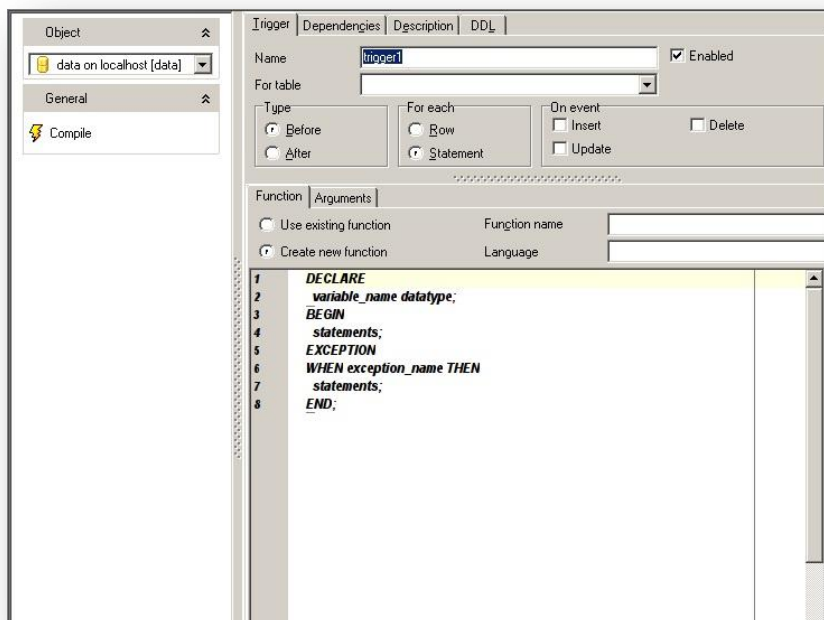 Object
data on localhost [data]
General
Compile
Trigger Dependencies Description DDL
Name trigger1 Enabled
For table
Type For each On event
Before Row Insert Delete
After Statement Update
Function Arguments
Use existing function Function name
Create new function Language
1 DECLARE
2 variable_name datatype;
3 BEGIN
4 statements;
5 EXCEPTION
6 WHEN exception_name THEN
7 statements;
8 END;